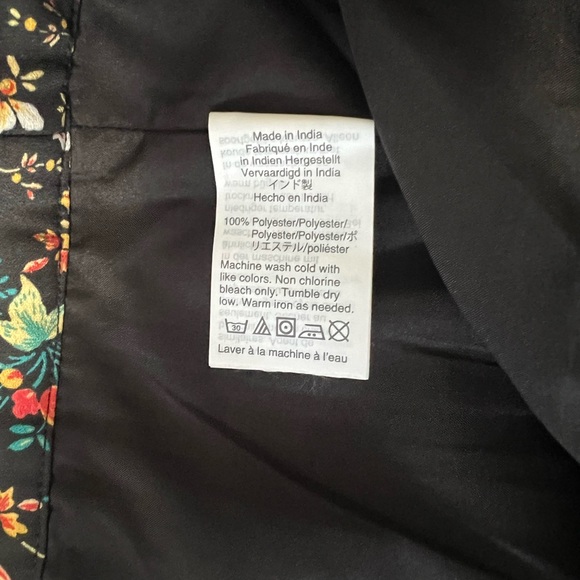 Made in India
Fabriqué en Inde
in Indien Hergestellt
Vervaardigd in India
インド製
Hecho en India
100% Polyester/Polyester/
Polyester/Polyester/ポ
リエステル/poliéster
Machine wash cold with
like colors. Non chlorine
bleach only. Tumble dry
low. Warm iron as needed.
30
Laver à la machine à l'eau